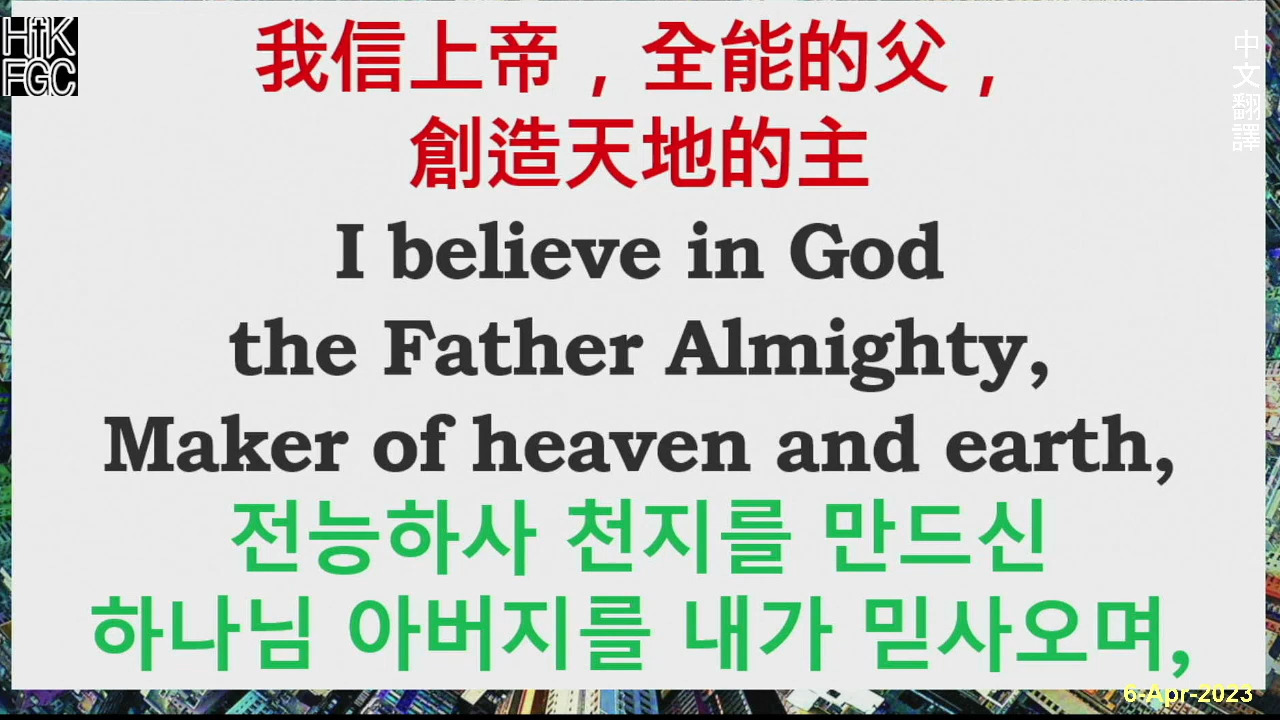 HKK
FGC
我信上帝，全能的父，
創造天地的主
I believe in God
the Father Almighty,
Maker of heaven and earth,
전능하사 천지를 만드신
하나님 아버지를 내가 믿사오며,
中文翻譯
6-Apr-2023